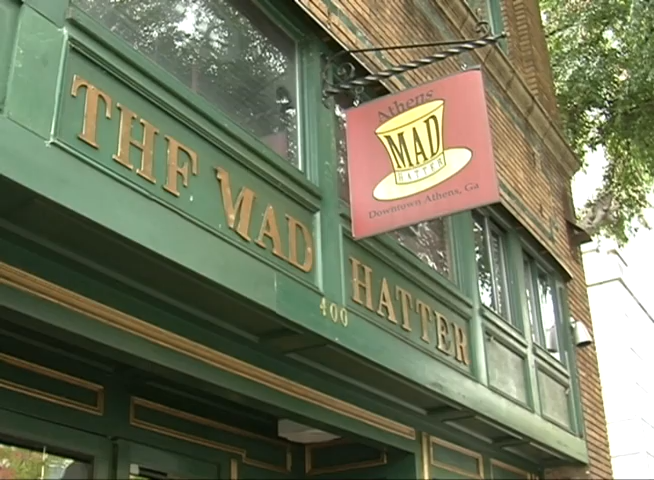 THF MAD HATTER
400
Athens'
MAD
HATTER
Downtown Athens, Ga